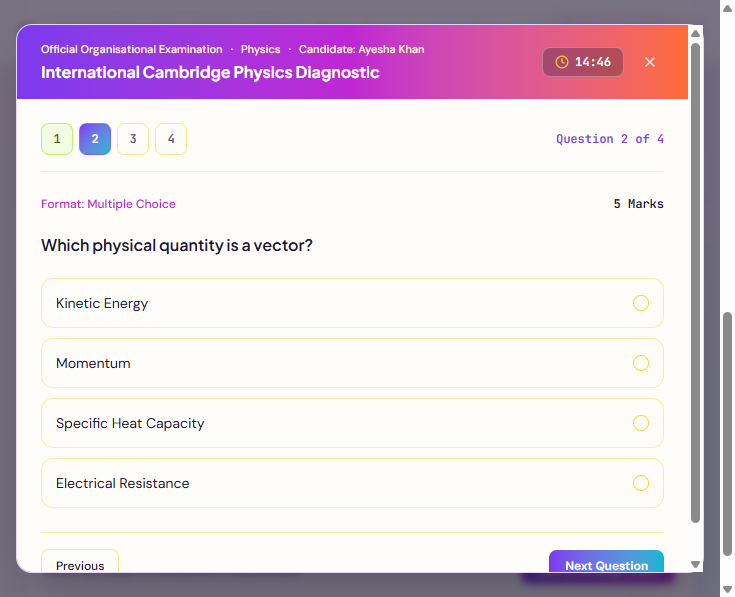 Official Organisational Examination · Physics · Candidate: Ayesha Khan
International Cambridge Physics Diagnostic
14:46
1 2 3 4
Question 2 of 4
Format: Multiple Choice
5 Marks
Which physical quantity is a vector?
Kinetic Energy
Momentum
Specific Heat Capacity
Electrical Resistance
Previous
Next Question